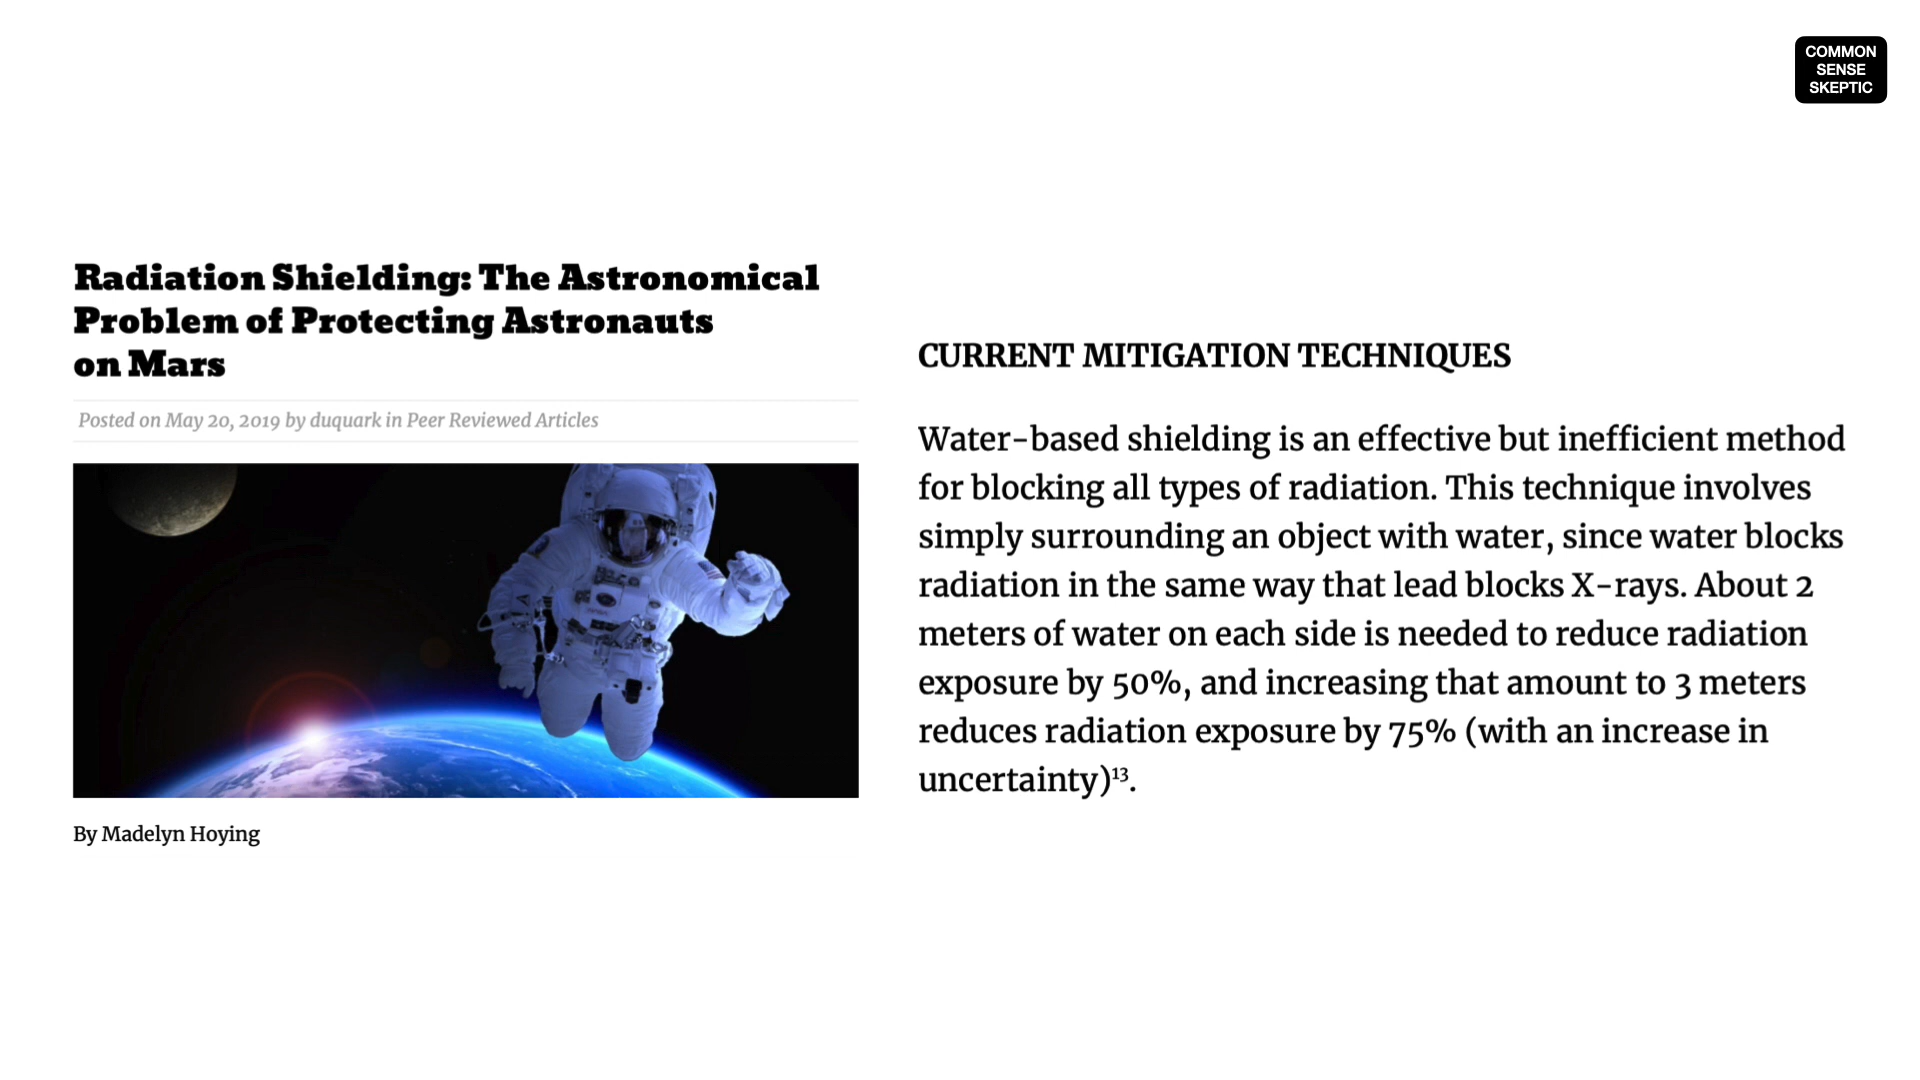 COMMON
SENSE
SKEPTIC
Radiation Shielding: The Astronomical
Problem of Protecting Astronauts
on Mars
Posted on May 20, 2019 by duquark in Peer Reviewed Articles
By Madelyn Hoying
CURRENT MITIGATION TECHNIQUES
Water-based shielding is an effective but inefficient method
for blocking all types of radiation. This technique involves
simply surrounding an object with water, since water blocks
radiation in the same way that lead blocks X-rays. About 2
meters of water on each side is needed to reduce radiation
exposure by 50%, and increasing that amount to 3 meters
reduces radiation exposure by 75% (with an increase in
uncertainty)¹³.